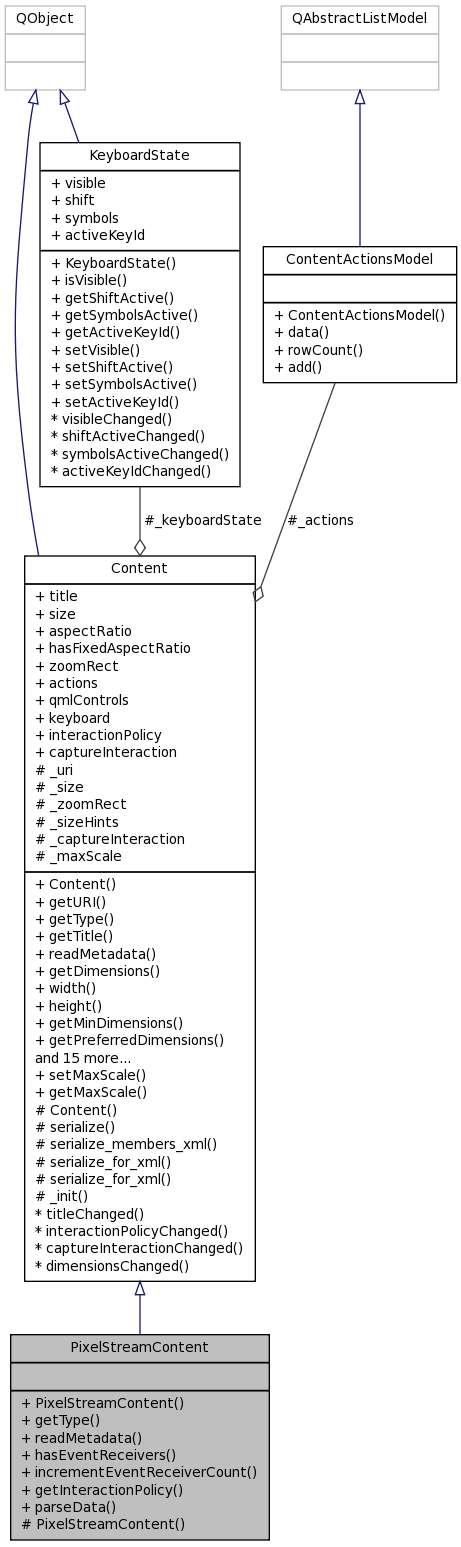 QObject
QAbstractListModel
KeyboardState
+ visible
+ shift
+ symbols
+ activeKeyId
+ KeyboardState()
+ isVisible()
+ getShiftActive()
+ getSymbolsActive()
+ getActiveKeyId()
+ setVisible()
+ setShiftActive()
+ setSymbolsActive()
+ setActiveKeyId()
* visibleChanged()
* shiftActiveChanged()
* symbolsActiveChanged()
* activeKeyIdChanged()
ContentActionsModel
+ ContentActionsModel()
+ data()
+ rowCount()
+ add()
#_keyboardState
#_actions
Content
+ title
+ size
+ aspectRatio
+ hasFixedAspectRatio
+ zoomRect
+ actions
+ qmlControls
+ keyboard
+ interactionPolicy
+ captureInteraction
# _uri
# _size
# _zoomRect
# _sizeHints
# _captureInteraction
# _maxScale
+ Content()
+ getURI()
+ getType()
+ getTitle()
+ readMetadata()
+ getDimensions()
+ width()
+ height()
+ getMinDimensions()
+ getPreferredDimensions()
and 15 more...
+ setMaxScale()
+ getMaxScale()
# Content()
# serialize()
# serialize_members_xml()
# serialize_for_xml()
# serialize_for_xml()
# _init()
* titleChanged()
* interactionPolicyChanged()
* captureInteractionChanged()
* dimensionsChanged()
PixelStreamContent
+ PixelStreamContent()
+ getType()
+ readMetadata()
+ hasEventReceivers()
+ incrementEventReceiverCount()
+ getInteractionPolicy()
+ parseData()
# PixelStreamContent()